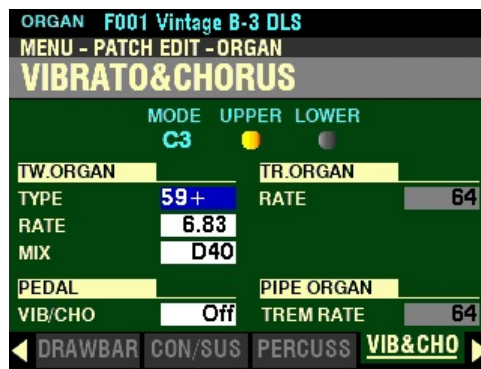 ORGAN F001 Vintage B-3 DLS
MENU – PATCH EDIT – ORGAN
VIBRATO&CHORUS
MODE UPPER LOWER
C3
TW.ORGAN TR.ORGAN
TYPE 59+ RATE 64
RATE 6.83
MIX D40
PEDAL PIPE ORGAN
VIB/CHO Off TREM RATE 64
DRAWBAR CON/SUS PERCUSS VIB&CHO